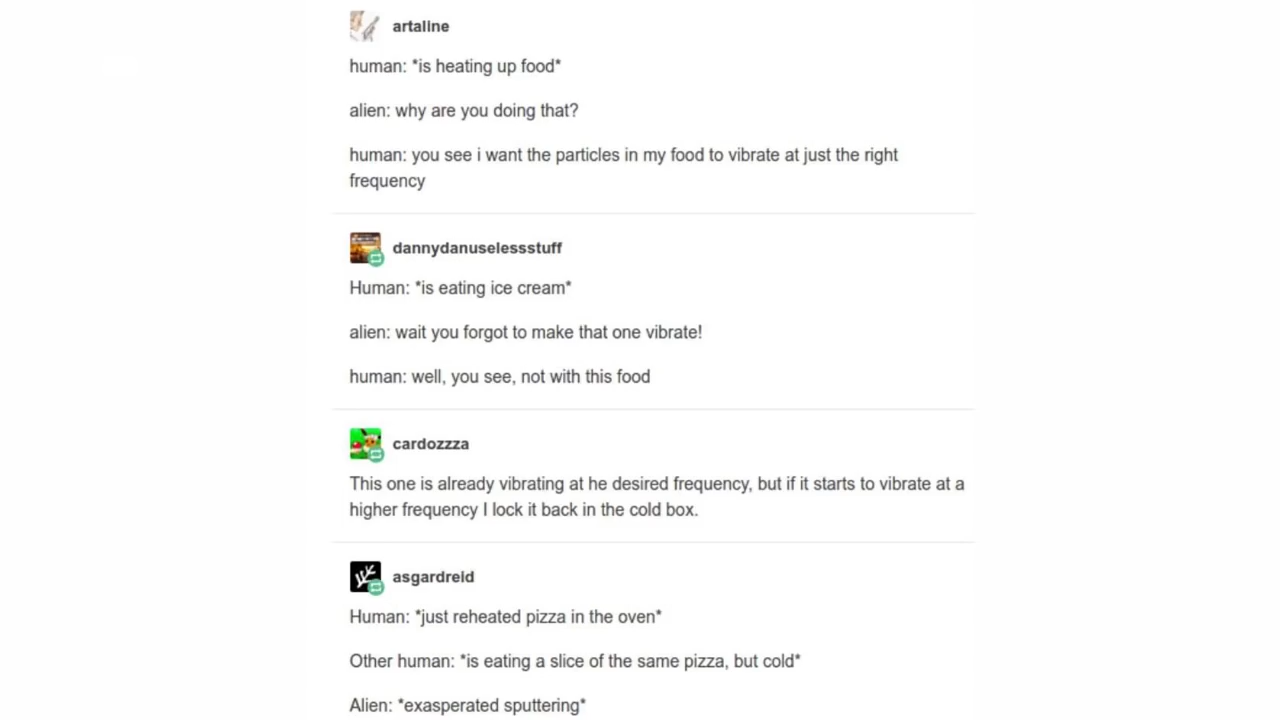 artaline
human: *is heating up food*
alien: why are you doing that?
human: you see i want the particles in my food to vibrate at just the right
frequency
dannydanuselessstuff
Human: *is eating ice cream*
alien: wait you forgot to make that one vibrate!
human: well, you see, not with this food
cardozzza
This one is already vibrating at he desired frequency, but if it starts to vibrate at a
higher frequency I lock it back in the cold box.
asgardreid
Human: *just reheated pizza in the oven*
Other human: *is eating a slice of the same pizza, but cold*
Alien: *exasperated sputtering*